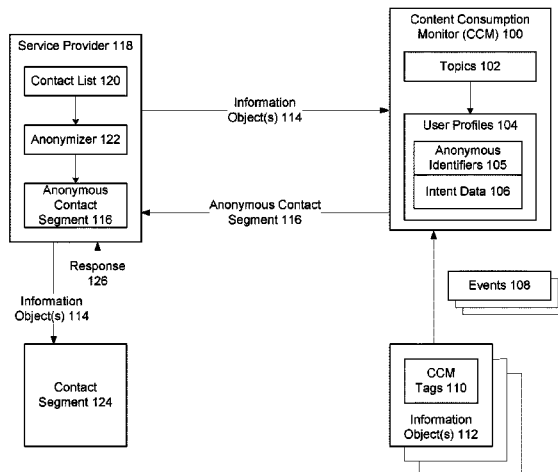 Service Provider 118
Contact List 120
Anonymizer 122
Anonymous
Contact
Segment 116
Information
Object(s) 114
Anonymous Contact
Segment 116
Content Consumption
Monitor (CCM) 100
Topics 102
User Profiles 104
Anonymous
Identifiers 105
Intent Data 106
Response
126
Information
Object(s) 114
Contact
Segment 124
Events 108
CCM
Tags 110
Information
Object(s) 112